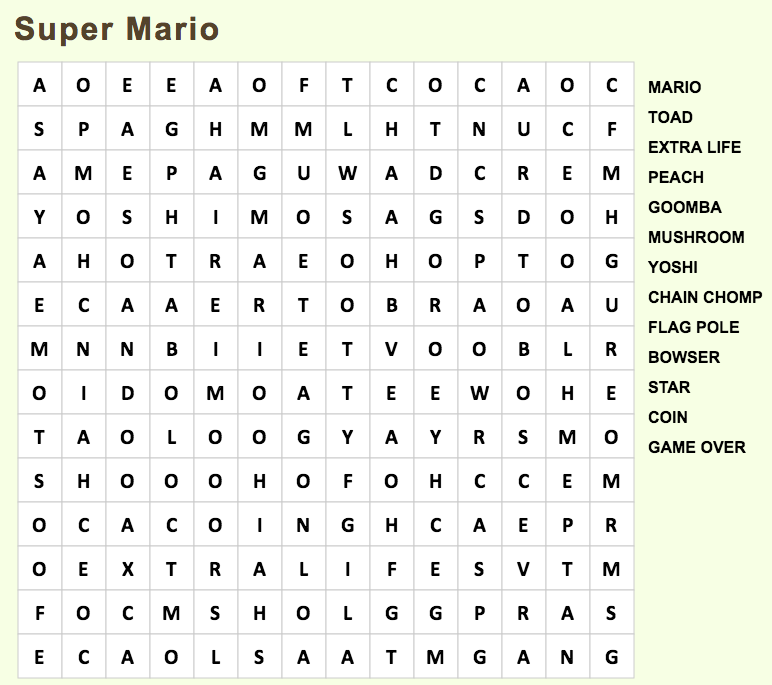 Super Mario
A O E E A O F T C O C A O C
S P A G H M M L H T N U C F
A M E P A G U W A D C R E M
Y O S H I M O S A G S D O H
A H O T R A E O H O P T O G
E C A A E R T O B R A O A U
M N N B I I E T V O O B L R
O I D O M O A T E E W O H E
T A O L O O G Y A Y R S M O
S H O O O H O F O H C C E M
O C A C O I N G H C A E P R
O E X T R A L I F E S V T M
F O C M S H O L G G P R A S
E C A O L S A A T M G A N G
MARIO
TOAD
EXTRA LIFE
PEACH
GOOMBA
MUSHROOM
YOSHI
CHAIN CHOMP
FLAG POLE
BOWSER
STAR
COIN
GAME OVER